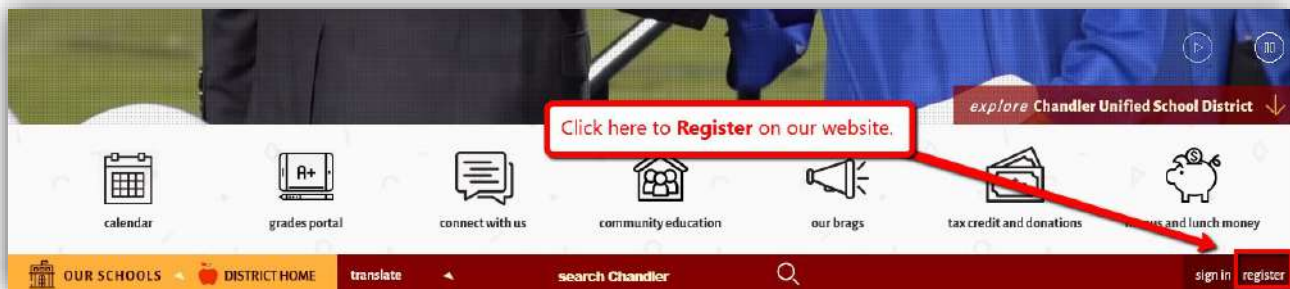 explore Chandler Unified School District
Click here to Register on our website.
A+
calendar
grades portal
connect with us
community education
our brags
tax credit and donations
and lunch money
OUR SCHOOLS
DISTRICT HOME
translate
search Chandler
sign in
register